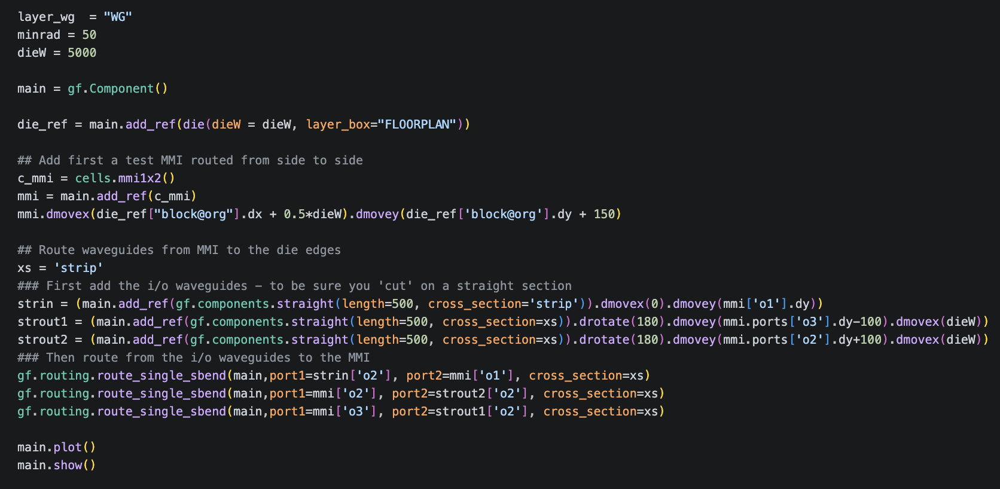 layer_wg  = "WG"
minrad = 50
dieW = 5000
main = gf.Component()
die_ref = main.add_ref(die(dieW = dieW, layer_box="FLOORPLAN"))
## Add first a test MMI routed from side to side
c_mmi = cells.mmi1x2()
mmi = main.add_ref(c_mmi)
mmi.dmovex(die_ref["block@org"].dx + 0.5*dieW).dmovey(die_ref['block@org'].dy + 150)
## Route waveguides from MMI to the die edges
xs = 'strip'
### First add the i/o waveguides – to be sure you 'cut' on a straight section
strin = (main.add_ref(gf.components.straight(length=500, cross_section='strip')).dmovex(0).dmovey(mmi['o1'].dy))
strout1 = (main.add_ref(gf.components.straight(length=500, cross_section=xs)).drotate(180).dmovey(mmi.ports['o3'].dy-100).dmovex(dieW))
strout2 = (main.add_ref(gf.components.straight(length=500, cross_section=xs)).drotate(180).dmovey(mmi.ports['o2'].dy+100).dmovex(dieW))
### Then route from the i/o waveguides to the MMI
gf.routing.route_single_sbend(main,port1=strin['o2'], port2=mmi['o1'], cross_section=xs)
gf.routing.route_single_sbend(main,port1=mmi['o2'], port2=strout2['o2'], cross_section=xs)
gf.routing.route_single_sbend(main,port1=mmi['o3'], port2=strout1['o2'], cross_section=xs)
main.plot()
main.show()